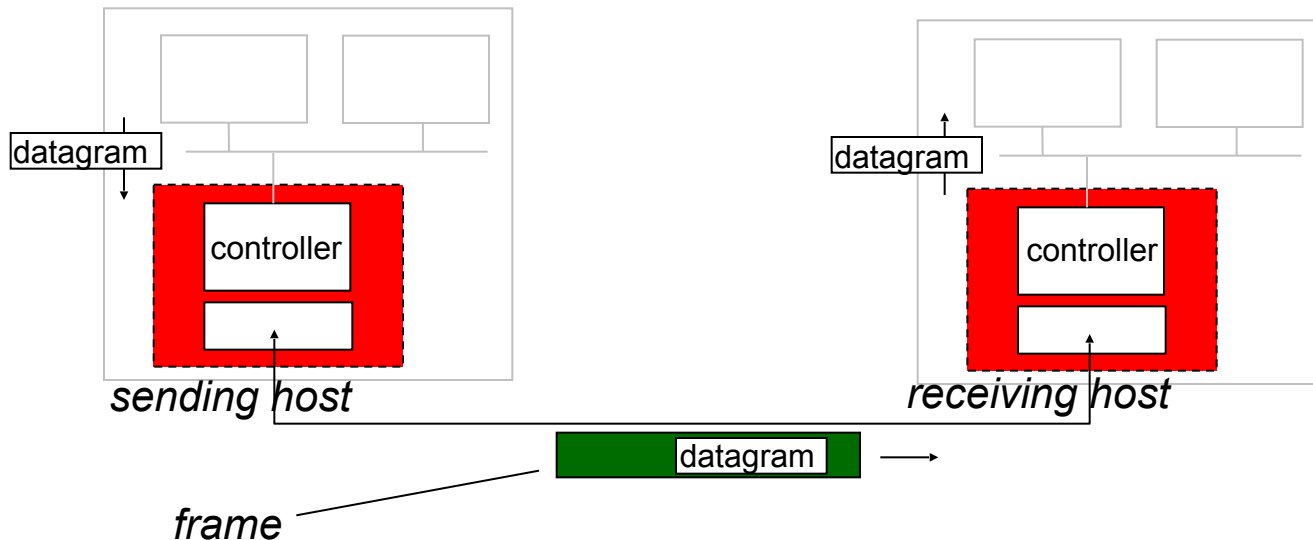 datagram
datagram
controller
controller
sending host
receiving host
datagram
frame